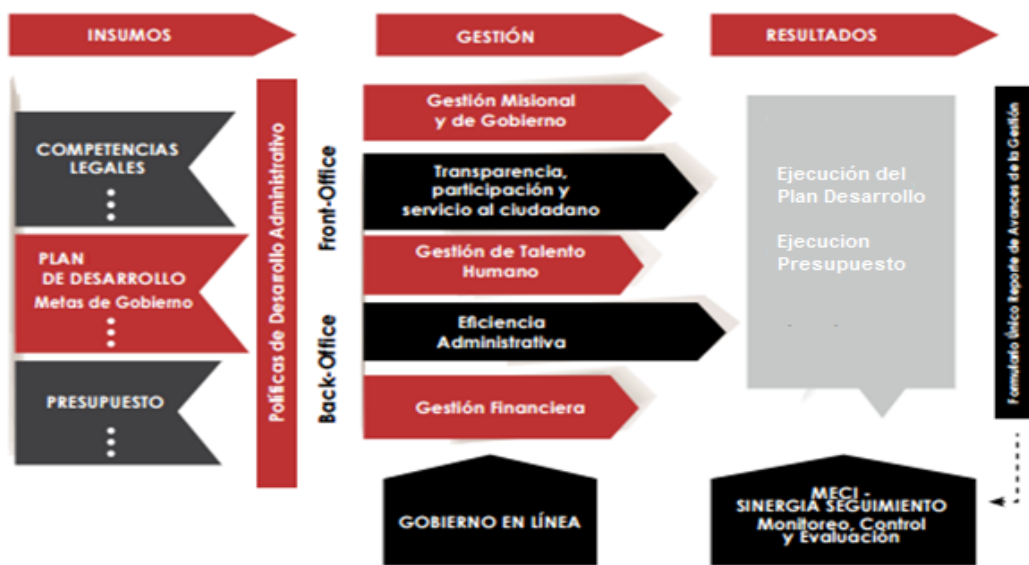 INSUMOS
GESTIÓN
RESULTADOS
COMPETENCIAS
LEGALES
PLAN
DE DESARROLLO
Metas de Gobierno
PRESUPUESTO
Políticas de Desarrollo Administrativo
Front-Office
Back-Office
Gestión Misional
y de Gobierno
Transparencia,
participación y
servicio al ciudadano
Gestión de Talento
Humano
Eficiencia
Administrativa
Gestión Financiera
GOBIERNO EN LÍNEA
Ejecución del
Plan Desarrollo
Ejecucion
Presupuesto
Formulario Único Reporte de Avances de la Gestión
MECI -
SINERGIA SEGUIMIENTO
Monitoreo, Control
y Evaluación